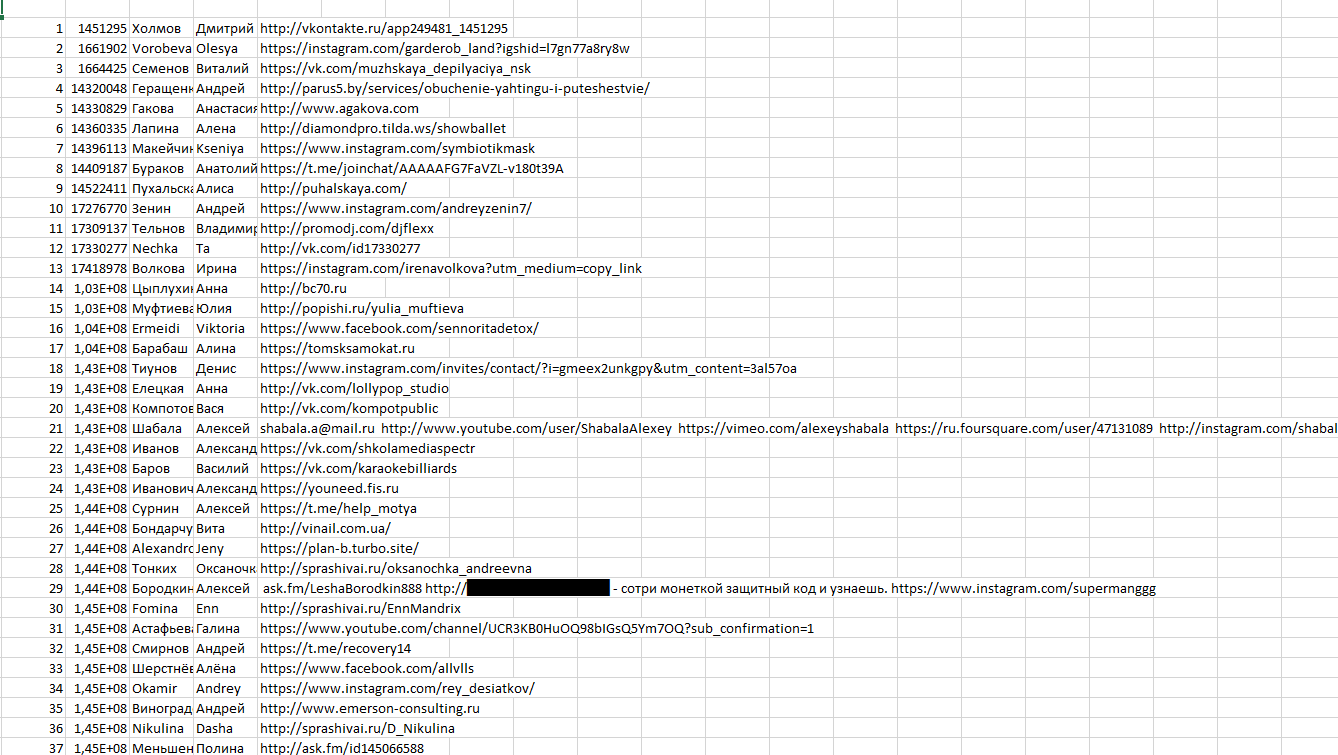 1 1451295 Холмов Дмитрий http://vkontakte.ru/app249481_1451295
2 1661902 Vorobeva Olesya https://instagram.com/garderob_land?igshid=l7gn77a8ry8w
3 1664425 Семенов Виталий https://vk.com/muzhskaya_depilyaciya_nsk
4 14320048 Геращенк Андрей http://parus5.by/services/obuchenie-yahtingu-i-puteshestvie/
5 14330829 Гакова Анастасия http://www.agakova.com
6 14360335 Лапина Алена http://diamondpro.tilda.ws/showballet
7 14396113 Макейчик Kseniya https://www.instagram.com/symbiotikmask
8 14409187 Бураков Анатолий https://t.me/joinchat/AAAAAFG7FaVZL-v180t39A
9 14522411 Пухальска Алиса http://puhalskaya.com/
10 17276770 Зенин Андрей https://www.instagram.com/andreyzenin7/
11 17309137 Тельнов Владимир http://promodj.com/djflexx
12 17330277 Nechka Ta http://vk.com/id17330277
13 17418978 Волкова Ирина https://instagram.com/irenavolkova?utm_medium=copy_link
14 1,03E+08 Цыплухин Анна http://bc70.ru
15 1,03E+08 Муфтиева Юлия http://popishi.ru/yulia_muftieva
16 1,04E+08 Ermeidi Viktoria https://www.facebook.com/sennoritadetox/
17 1,04E+08 Барабаш Алина https://tomsksamokat.ru
18 1,43E+08 Тиунов Денис https://www.instagram.com/invites/contact/?i=gmeex2unkgpy&utm_content=3al57oa
19 1,43E+08 Елецкая Анна http://vk.com/lollypop_studio
20 1,43E+08 Компотов Вася http://vk.com/kompotpublic
21 1,43E+08 Шабала Алексей shabala.a@mail.ru http://www.youtube.com/user/ShabalaAlexey https://vimeo.com/alexeyshabala https://ru.foursquare.com/user/47131089 http://instagram.com/shabal
22 1,43E+08 Иванов Александ https://vk.com/shkolamediaspectr
23 1,43E+08 Баров Василий https://vk.com/karaokebilliards
24 1,43E+08 Иванович Александ https://youneed.fis.ru
25 1,44E+08 Сурнин Алексей https://t.me/help_motya
26 1,44E+08 Бондарчу Вита http://vinail.com.ua/
27 1,44E+08 Alexandro Jeny https://plan-b.turbo.site/
28 1,44E+08 Тонких Оксаночка http://sprashivai.ru/oksanochka_andreevna
29 1,44E+08 Бородкин Алексей ask.fm/LeshaBorodkin888 http:// - сотри монеткой защитный код и узнаешь. https://www.instagram.com/supermanggg
30 1,45E+08 Fomina Enn http://sprashivai.ru/EnnMandrix
31 1,45E+08 Астафьева Галина https://www.youtube.com/channel/UCR3KB0HuOQ98bIGsQ5Ym7OQ?sub_confirmation=1
32 1,45E+08 Смирнов Андрей https://t.me/recovery14
33 1,45E+08 Шерстнёв Алёна https://www.facebook.com/allvlls
34 1,45E+08 Okamir Andrey https://www.instagram.com/rey_desiatkov/
35 1,45E+08 Виноград Андрей http://www.emerson-consulting.ru
36 1,45E+08 Nikulina Dasha http://sprashivai.ru/D_Nikulina
37 1,45E+08 Меньшен Полина http://ask.fm/id145066588